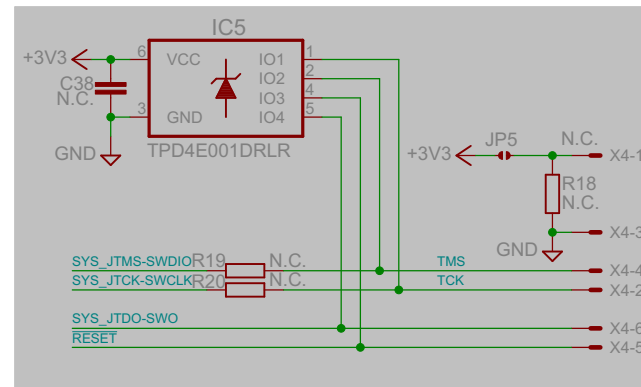 IC5
+3V3
6
VCC
IO1
1
IO2
2
C38
N.C.
IO3
4
3
GND
IO4
5
GND
TPD4E001DRLR
+3V3
JP5
N.C.
X4-1
R18
N.C.
GND
X4-3
SYS_JTMS-SWDIO
R19
N.C.
TMS
X4-4
SYS_JTCK-SWCLK
R20
N.C.
TCK
X4-2
SYS_JTDO-SWO
X4-6
RESET
X4-5